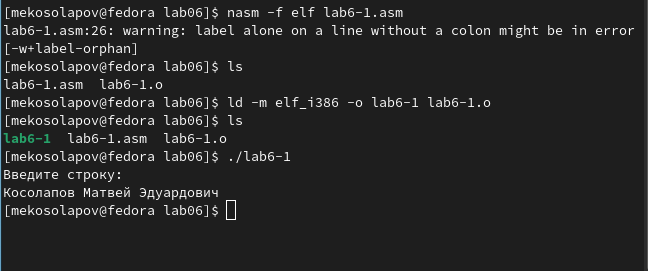 [mekosolapov@fedora lab06]$ nasm -f elf lab6-1.asm
lab6-1.asm:26: warning: label alone on a line without a colon might be in error
[-w+label-orphan]
[mekosolapov@fedora lab06]$ ls
lab6-1.asm  lab6-1.o
[mekosolapov@fedora lab06]$ ld -m elf_i386 -o lab6-1 lab6-1.o
[mekosolapov@fedora lab06]$ ls
lab6-1  lab6-1.asm  lab6-1.o
[mekosolapov@fedora lab06]$ ./lab6-1
Введите строку:
Косолапов Матвей Эдуардович
[mekosolapov@fedora lab06]$